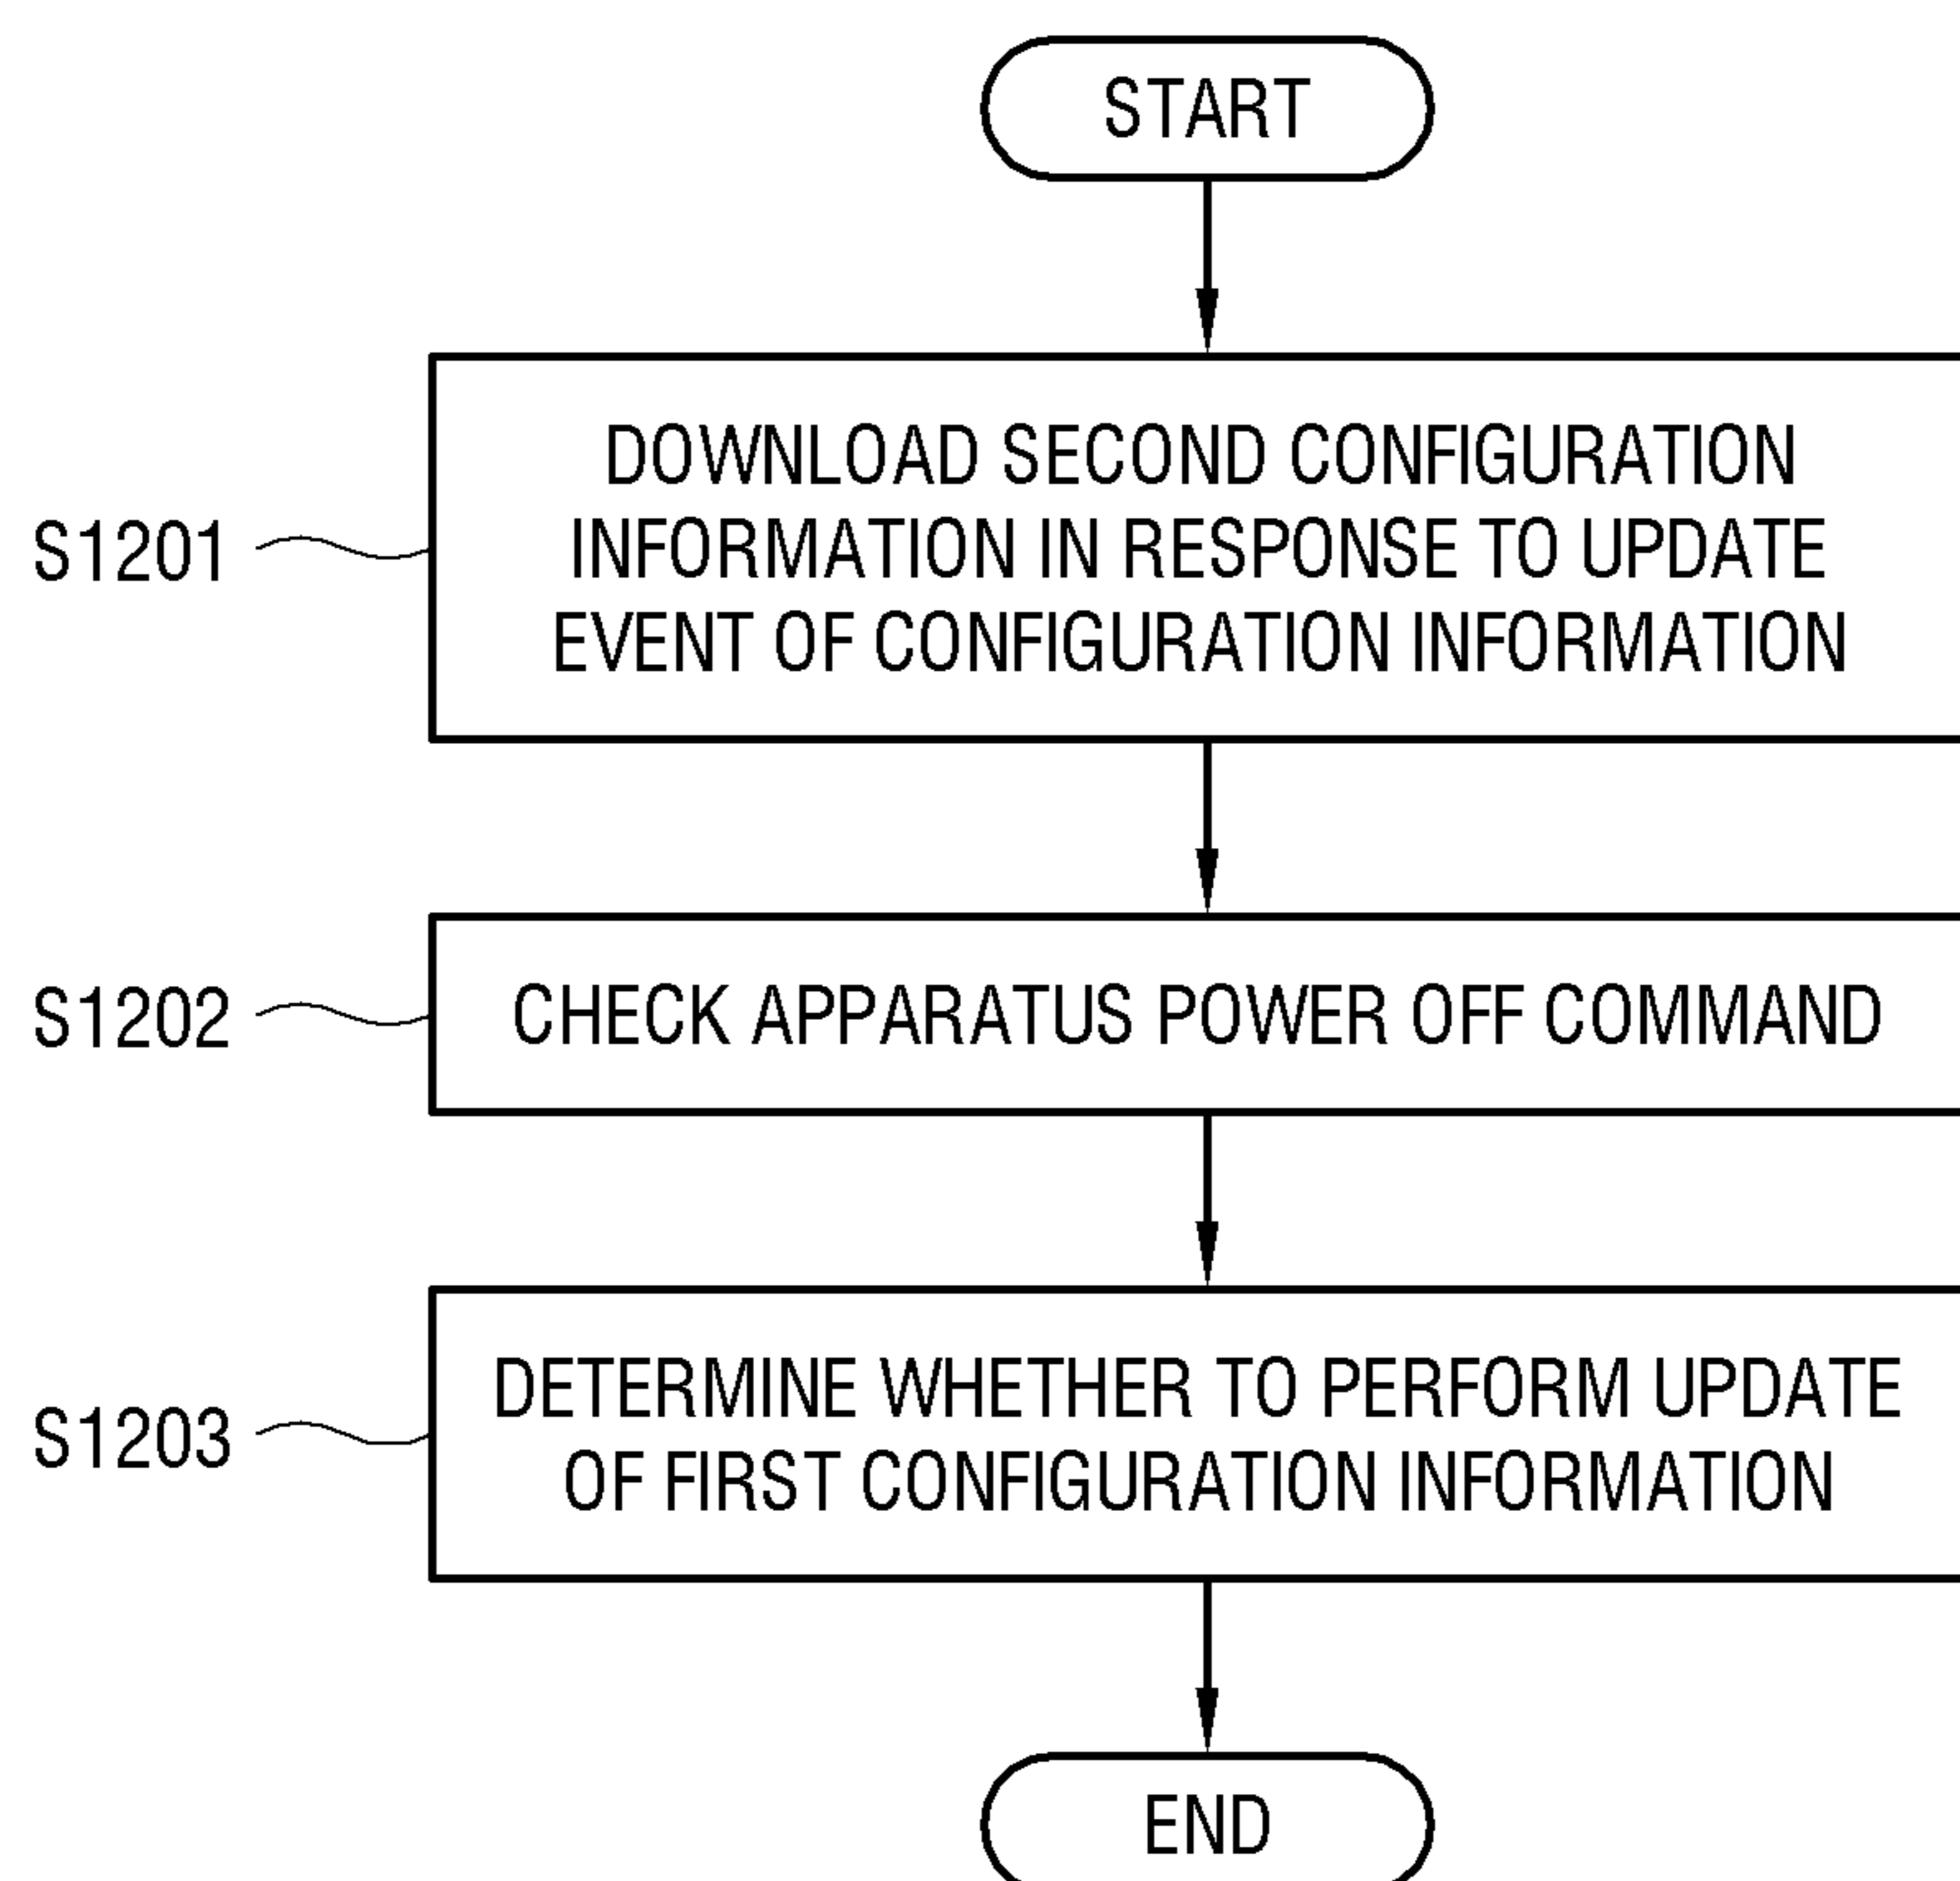 START
S1201
DOWNLOAD SECOND CONFIGURATION
INFORMATION IN RESPONSE TO UPDATE
EVENT OF CONFIGURATION INFORMATION
S1202
CHECK APPARATUS POWER OFF COMMAND
S1203
DETERMINE WHETHER TO PERFORM UPDATE
OF FIRST CONFIGURATION INFORMATION
END